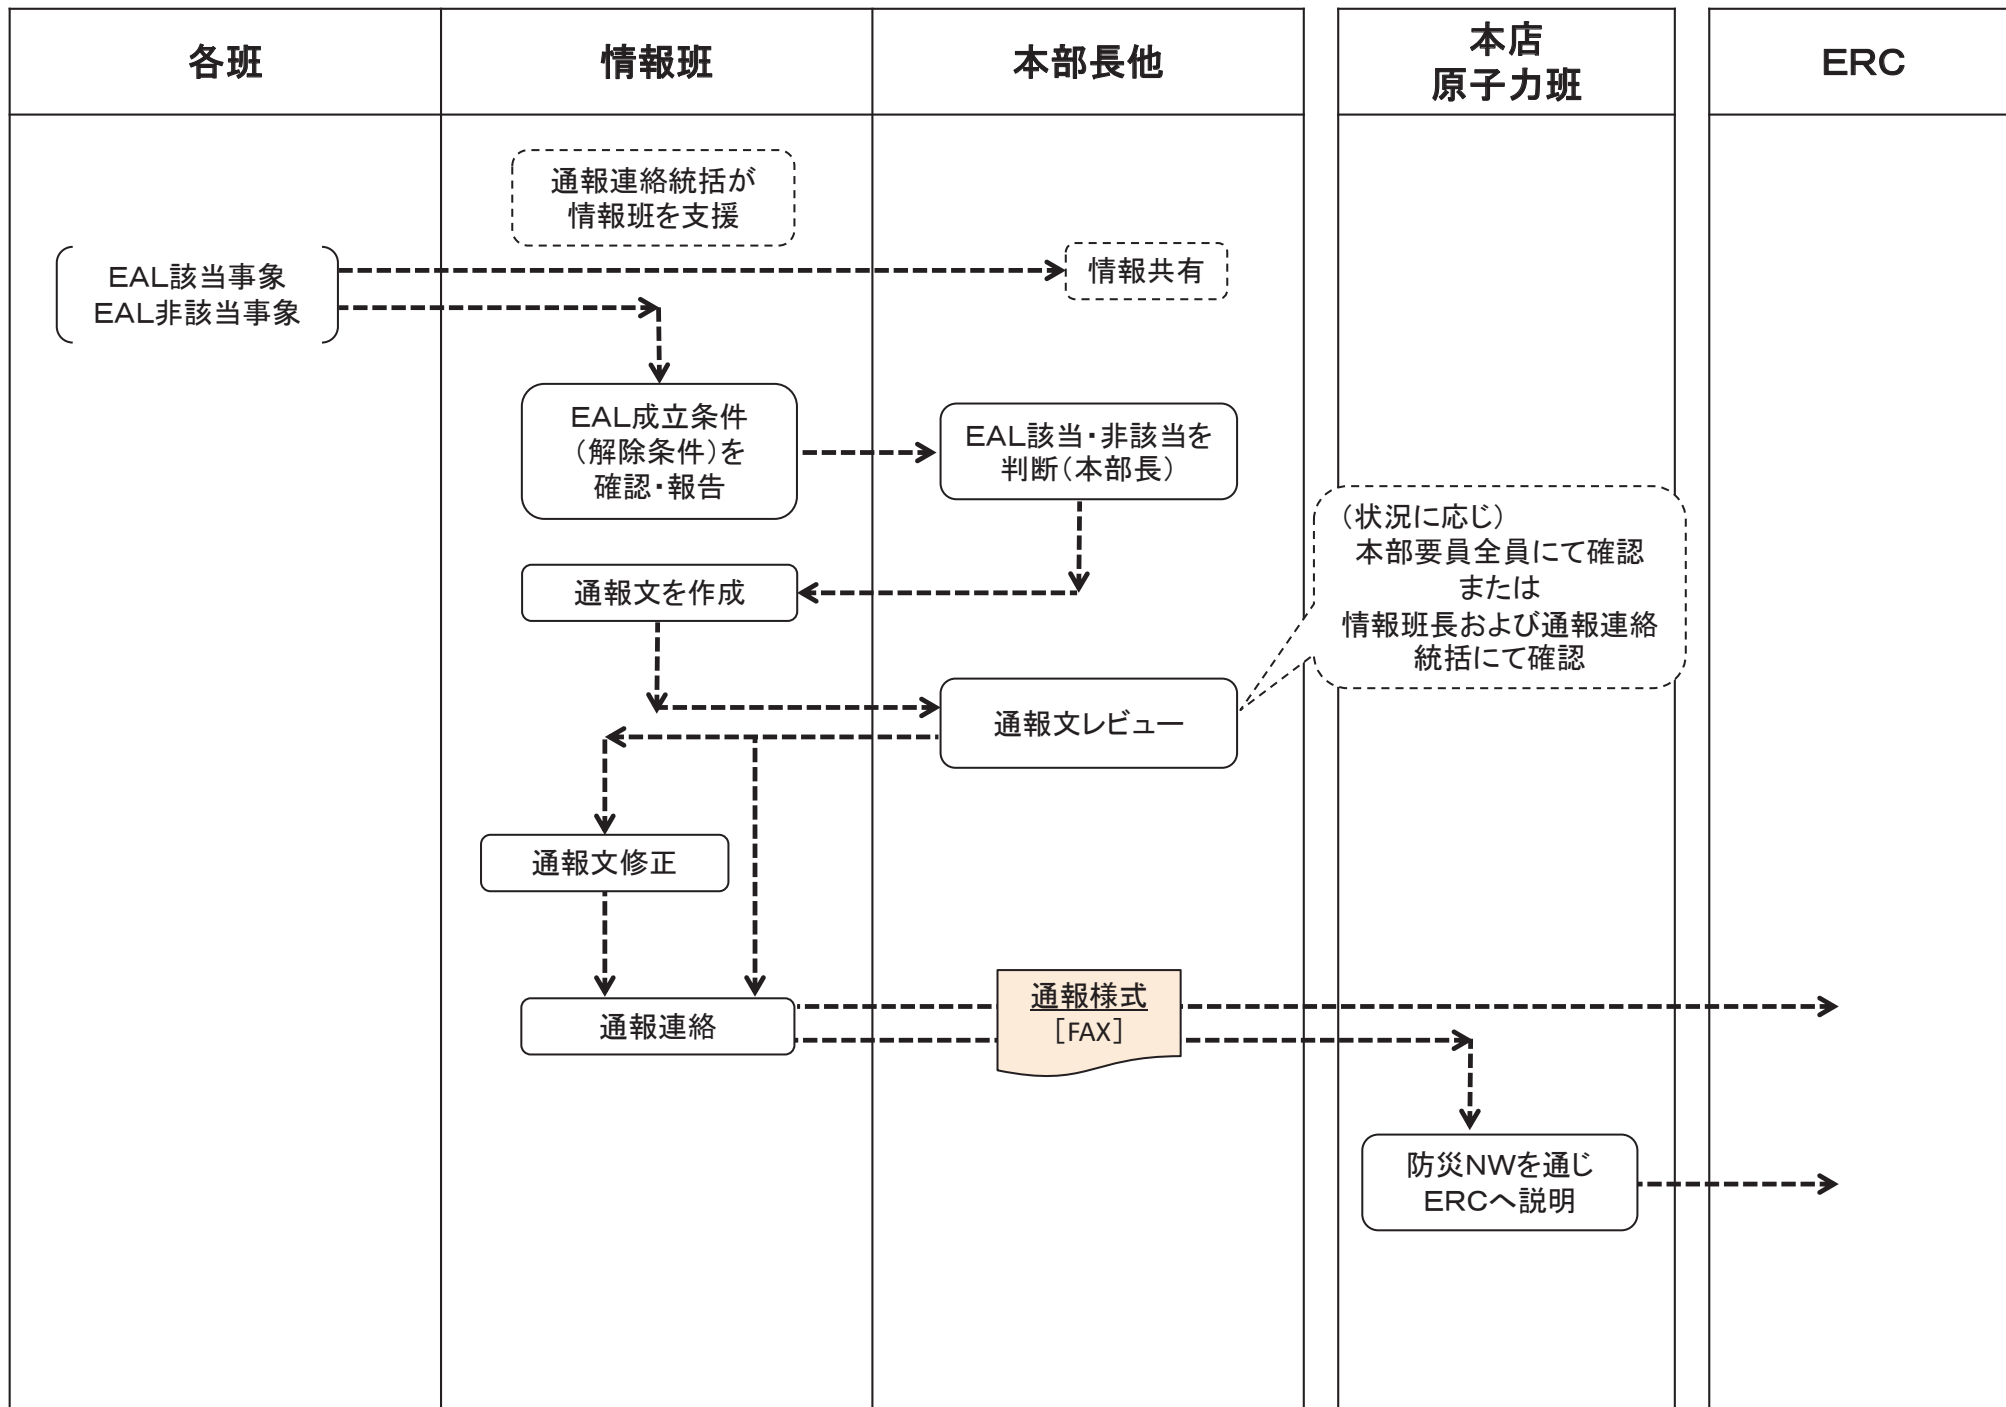 各班
情報班
本部長他
本店
原子力班
ERC
通報連絡統括が
情報班を支援
EAL該当事象
EAL非該当事象
情報共有
EAL成立条件
（解除条件）を
確認・報告
EAL該当・非該当を
判断（本部長）
（状況に応じ）
本部要員全員にて確認
または
情報班長および通報連絡
統括にて確認
通報文を作成
通報文レビュー
通報文修正
通報連絡
通報様式
［FAX］
防災NWを通じ
ERCへ説明